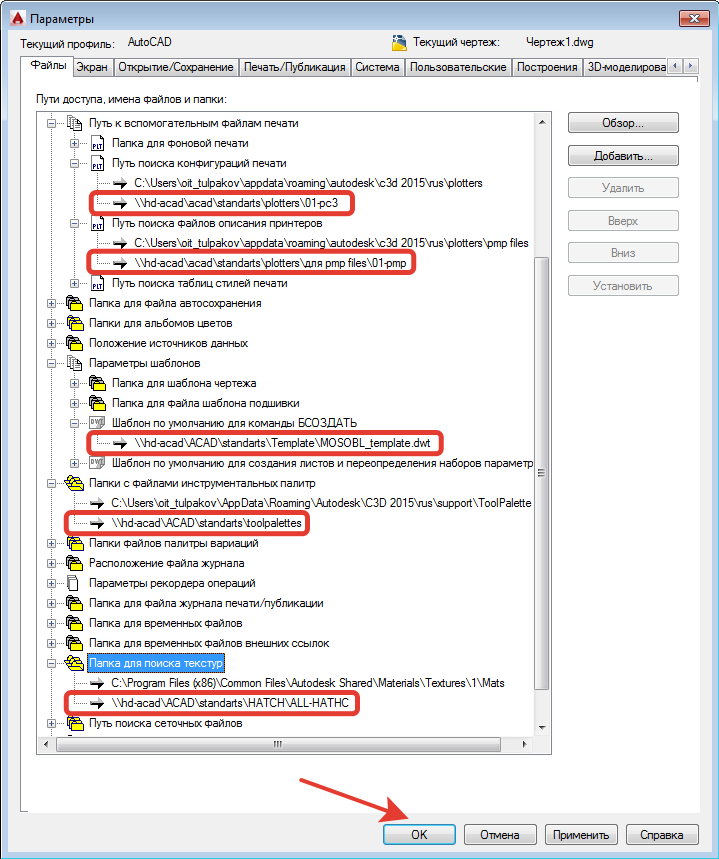 Параметры
Текущий профиль: AutoCAD Текущий чертеж: Чертеж1.dwg
Файлы Экран Открытие/Сохранение Печать/Публикация Система Пользовательские Построения 3D-моделирова
Пути доступа, имена файлов и папки:
Путь к вспомогательным файлам печати
Папка для фоновой печати
Путь поиска конфигураций печати
C:\Users\oit_tulpakov\appdata\roaming\autodesk\c3d 2015\rus\plotters
\\hd-acad\acad\standarts\plotters\01-pc3
Путь поиска файлов описания принтеров
C:\Users\oit_tulpakov\appdata\roaming\autodesk\c3d 2015\rus\plotters\pmp files
\\hd-acad\acad\standarts\plotters\для pmp files\01-pmp
Путь поиска таблиц стилей печати
Папка для файла автосохранения
Папки для альбомов цветов
Положение источников данных
Параметры шаблонов
Папка для шаблона чертежа
Папка для файла шаблона подшивки
Шаблон по умолчанию для команды БСОЗДАТЬ
\\hd-acad\ACAD\standarts\Template\MOSOBL_template.dwt
Шаблон по умолчанию для создания листов и переопределения наборов параметр
Папки с файлами инструментальных палитр
C:\Users\oit_tulpakov\AppData\Roaming\Autodesk\C3D 2015\rus\support\ToolPalette
\\hd-acad\ACAD\standarts\toolpalettes
Папки файлов палитры вариаций
Расположение файла журнала
Параметры рекордера операций
Папка для файла журнала печати/публикации
Папка для временных файлов
Папка для временных файлов внешних ссылок
Папка для поиска текстур
C:\Program Files (x86)\Common Files\Autodesk Shared\Materials\Textures\1\Mats
\\hd-acad\ACAD\standarts\HATCH\ALL-HATHC
Путь поиска сеточных файлов
Обзор...
Добавить...
Удалить
Вверх
Вниз
Установить
OK Отмена Применить Справка